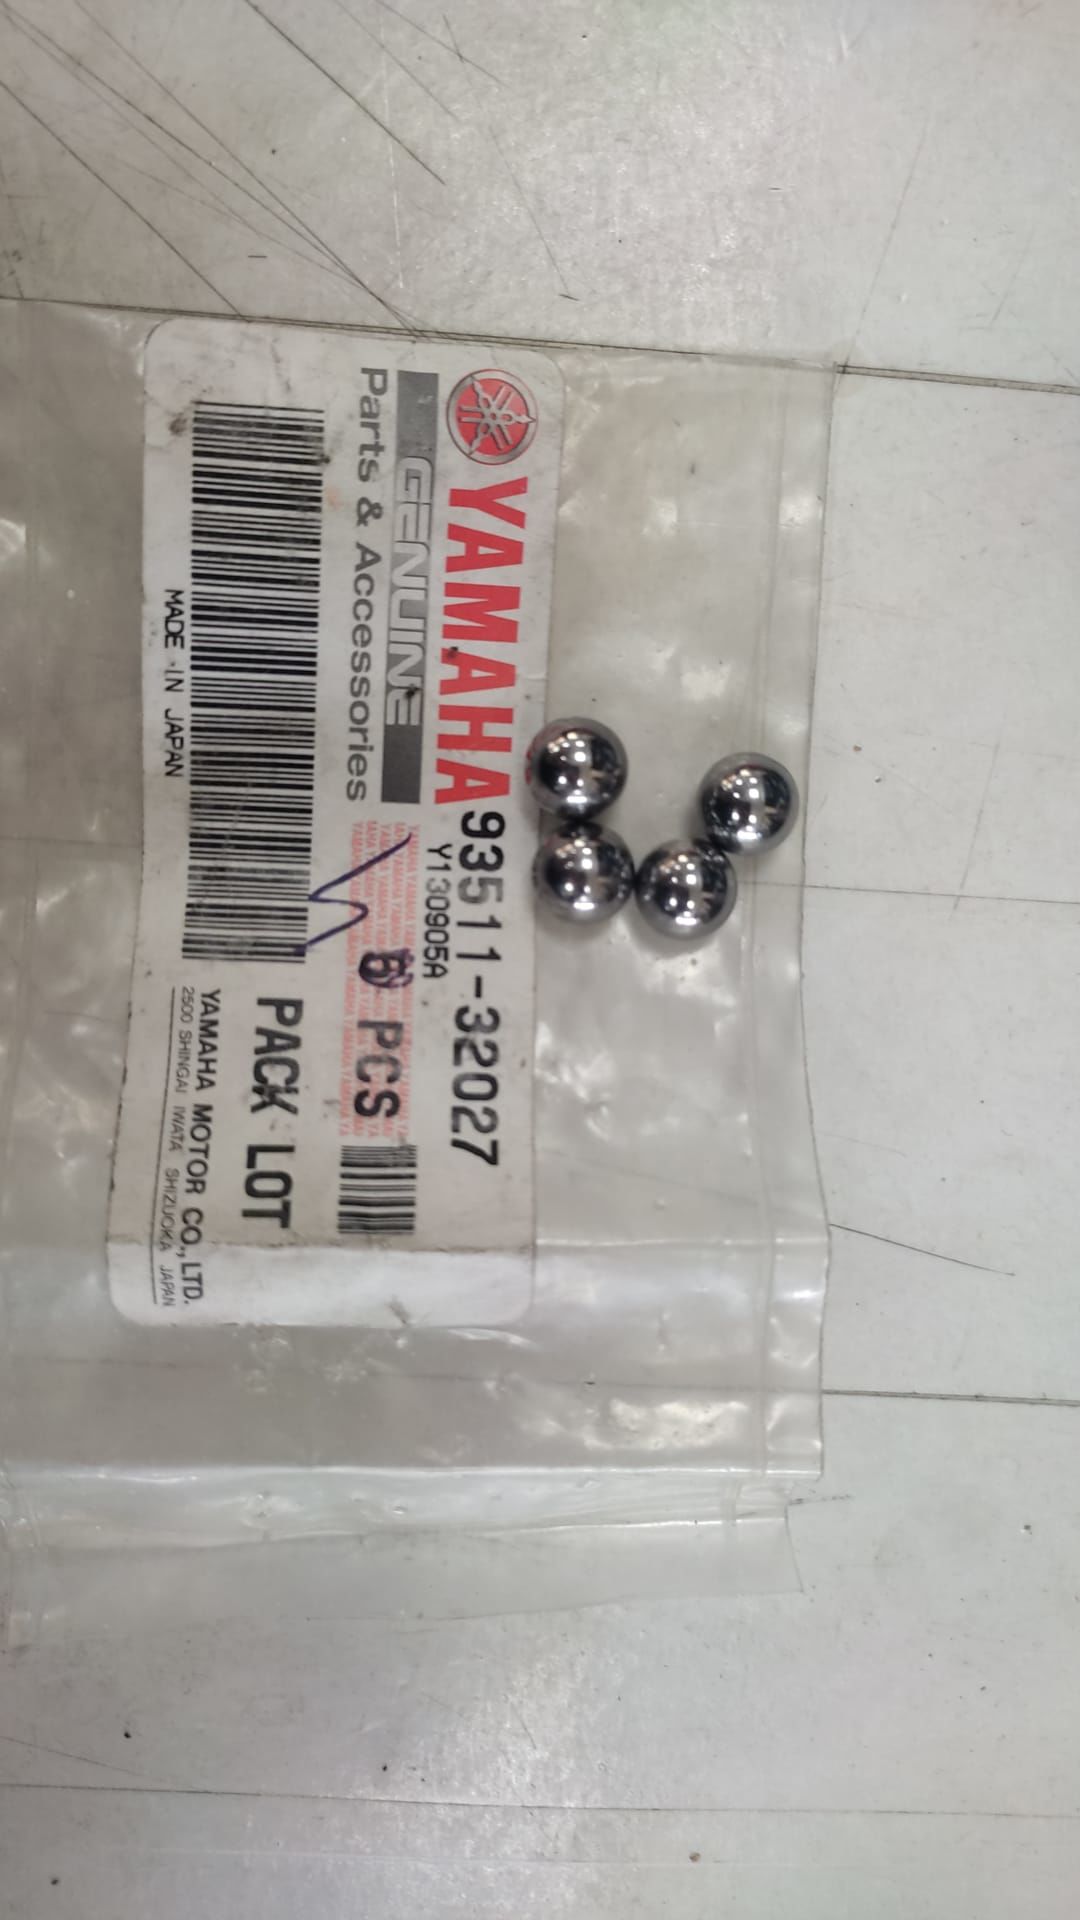 YAMAHA 93511-32027
GENUINE Y130905A
Parts & Accessories PCS
PACK LOT
YAMAHA MOTOR CO., LTD.
MADE IN JAPAN 2500 SHINGAI IWATA SHIZUOKA JAPAN